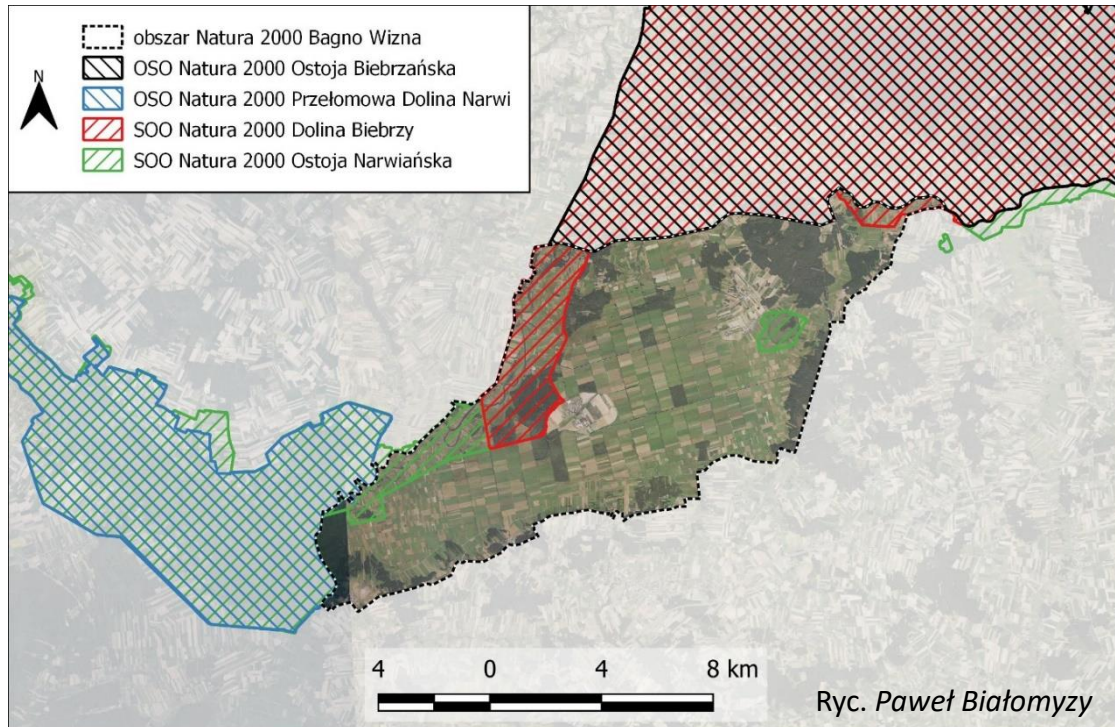 obszar Natura 2000 Bagno Wizna
OSO Natura 2000 Ostoja Biebrzańska
OSO Natura 2000 Przełomowa Dolina Narwi
SOO Natura 2000 Dolina Biebrzy
SOO Natura 2000 Ostoja Narwiańska
N
4 0 4 8 km
Ryc. Paweł Białomyzy